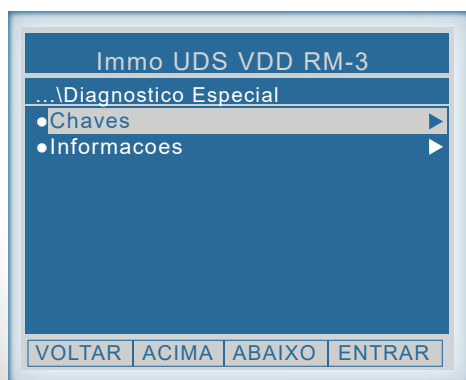 Immo UDS VDD RM-3
...\Diagnostico Especial
●Chaves ▶
●Informacoes ▶
VOLTAR ACIMA ABAIXO ENTRAR